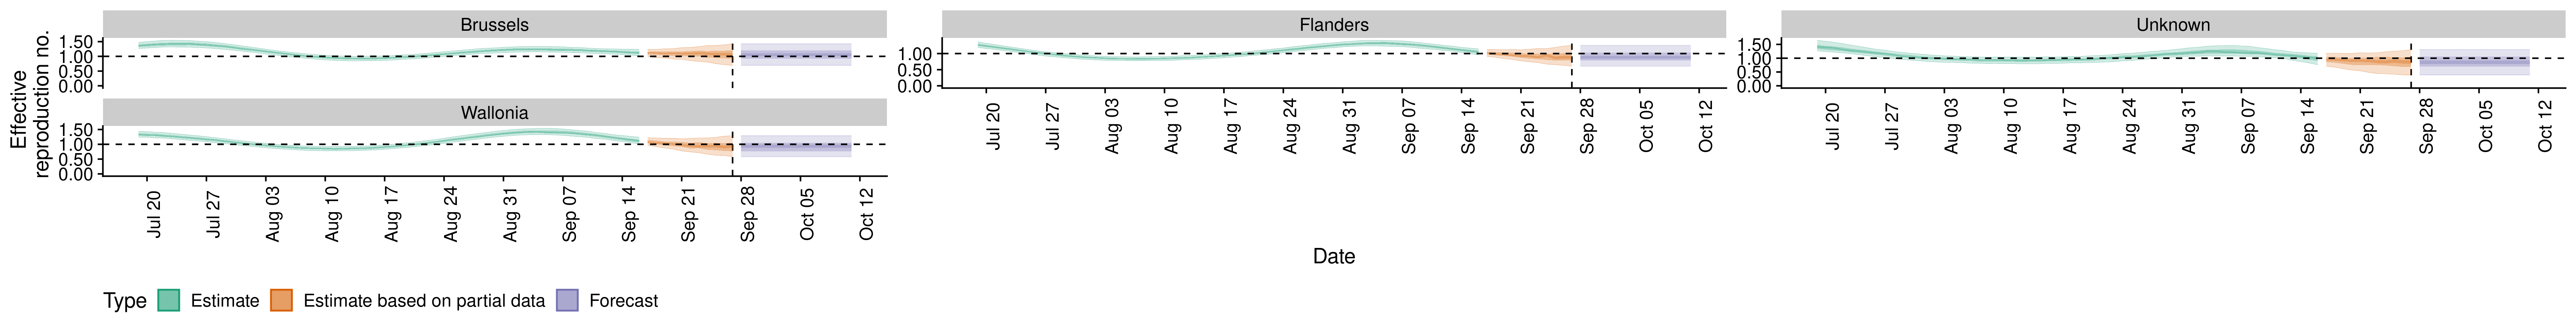 Effective
reproduction no.
Brussels
1.50
1.00
0.50
0.00
Flanders
1.00
0.50
0.00
Jul 20 Jul 27 Aug 03 Aug 10 Aug 17 Aug 24 Aug 31 Sep 07 Sep 14 Sep 21 Sep 28 Oct 05 Oct 12
Unknown
1.50
1.00
0.50
0.00
Jul 20 Jul 27 Aug 03 Aug 10 Aug 17 Aug 24 Aug 31 Sep 07 Sep 14 Sep 21 Sep 28 Oct 05 Oct 12
Wallonia
1.50
1.00
0.50
0.00
Jul 20 Jul 27 Aug 03 Aug 10 Aug 17 Aug 24 Aug 31 Sep 07 Sep 14 Sep 21 Sep 28 Oct 05 Oct 12
Date
Type Estimate Estimate based on partial data Forecast